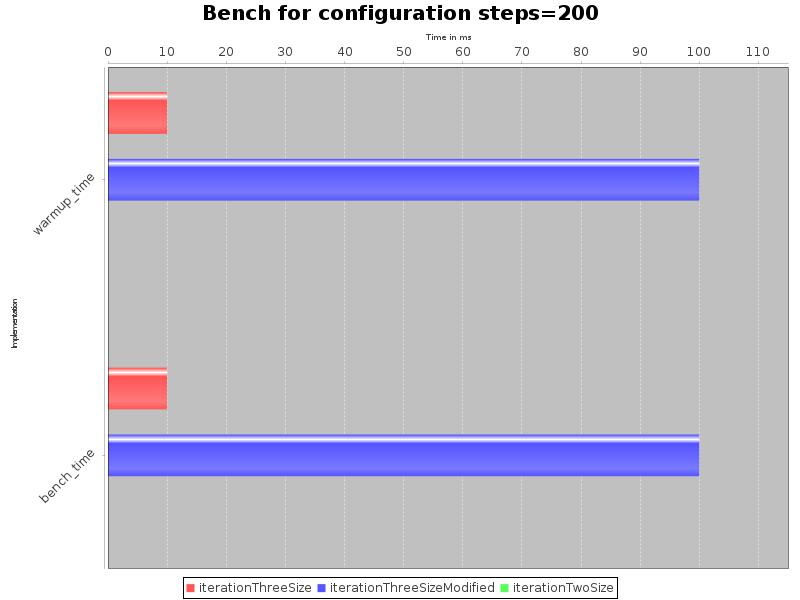 Bench for configuration steps=200
Time in ms
0 10 20 30 40 50 60 70 80 90 100 110
warmup_time
Implementation
bench_time
iterationThreeSize iterationThreeSizeModified iterationTwoSize